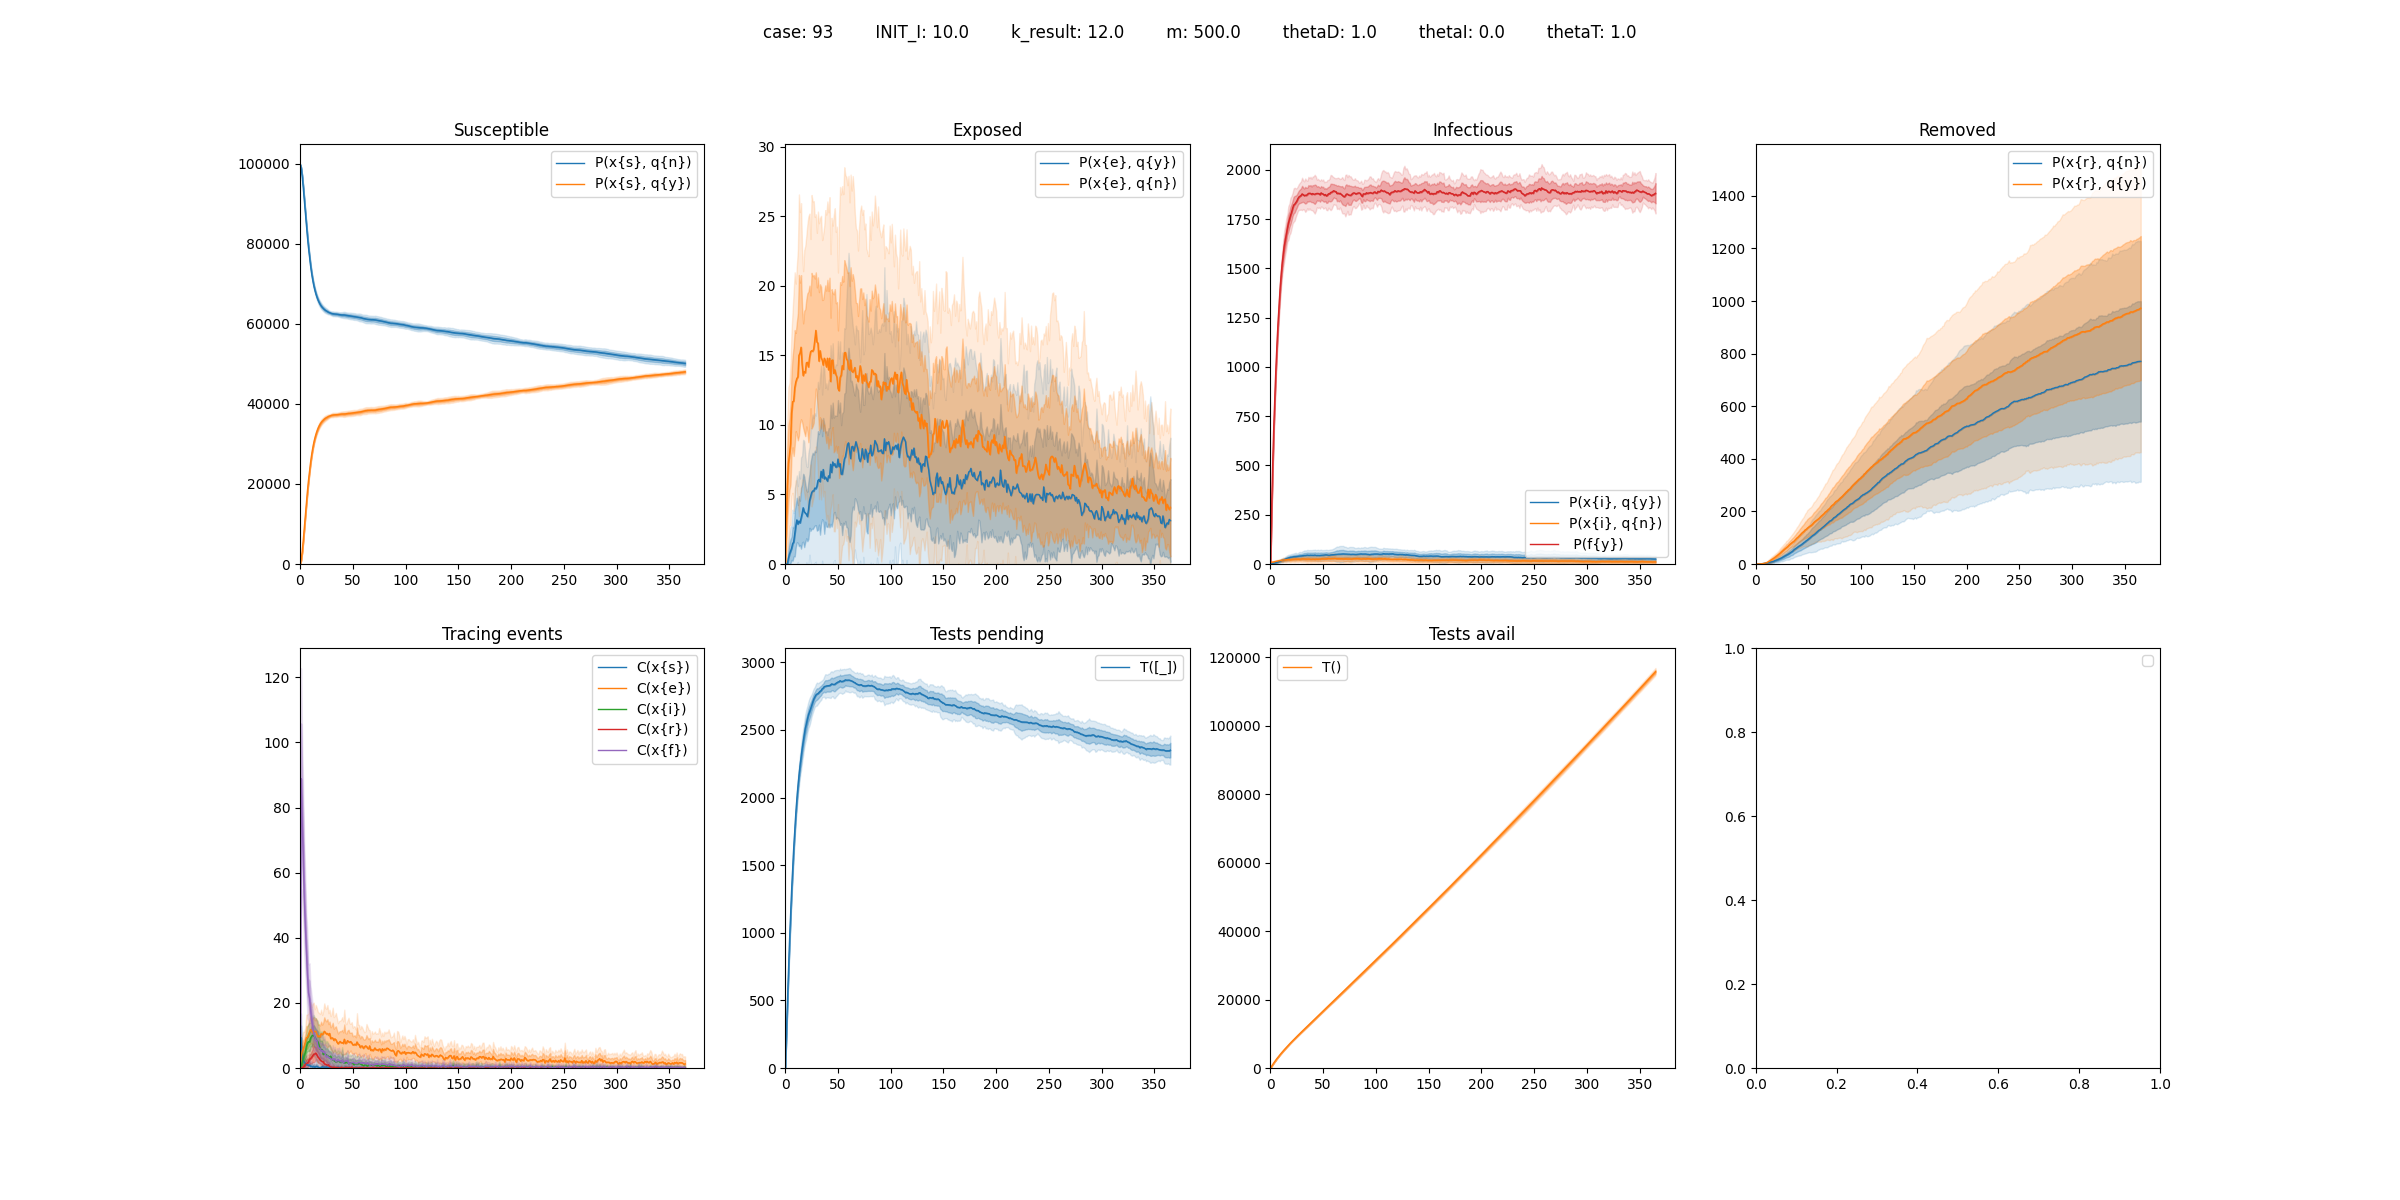 case: 93 INIT_I: 10.0 k_result: 12.0 m: 500.0 thetaD: 1.0 thetaI: 0.0 thetaT: 1.0
Susceptible
100000
80000
60000
40000
20000
0
0 50 100 150 200 250 300 350
P(x{s}, q{n})
P(x{s}, q{y})
Exposed
30
25
20
15
10
5
0
0 50 100 150 200 250 300 350
P(x{e}, q{y})
P(x{e}, q{n})
Infectious
2000
1750
1500
1250
1000
750
500
250
0
0 50 100 150 200 250 300 350
P(x{i}, q{y})
P(x{i}, q{n})
P(f{y})
Removed
1400
1200
1000
800
600
400
200
0
0 50 100 150 200 250 300 350
P(x{r}, q{n})
P(x{r}, q{y})
Tracing events
120
100
80
60
40
20
0
0 50 100 150 200 250 300 350
C(x{s})
C(x{e})
C(x{i})
C(x{r})
C(x{f})
Tests pending
3000
2500
2000
1500
1000
500
0
0 50 100 150 200 250 300 350
T([_])
Tests avail
120000
100000
80000
60000
40000
20000
0
0 50 100 150 200 250 300 350
T()
1.0
0.8
0.6
0.4
0.2
0.0
0.0 0.2 0.4 0.6 0.8 1.0